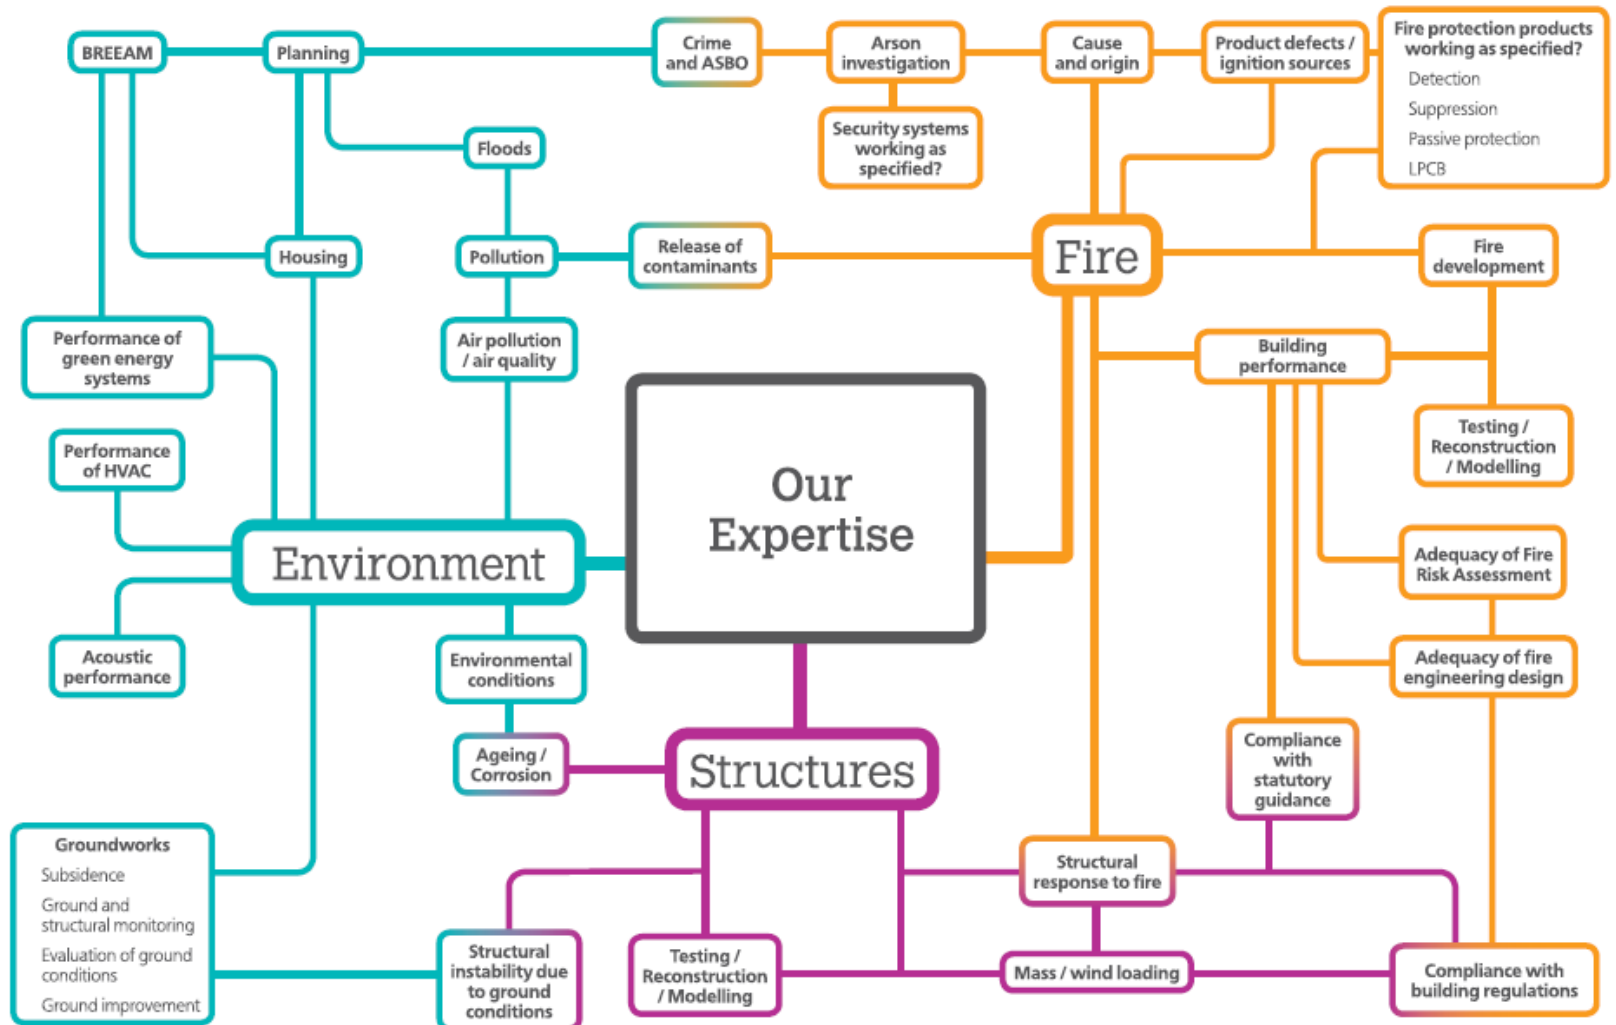 BREEAM
Planning
Crime
and ASBO
Arson
investigation
Cause
and origin
Product defects /
ignition sources
Fire protection products
working as specified?
Detection
Suppression
Passive protection
LPCB
Security systems
working as
specified?
Floods
Housing
Pollution
Release of
contaminants
Fire
Fire
development
Performance of
green energy
systems
Air pollution
/ air quality
Building
performance
Testing /
Reconstruction
/ Modelling
Performance
of HVAC
Our
Expertise
Environment
Adequacy of Fire
Risk Assessment
Acoustic
performance
Environmental
conditions
Adequacy of fire
engineering design
Ageing /
Corrosion
Structures
Compliance
with
statutory
guidance
Groundworks
Subsidence
Ground and
structural monitoring
Evaluation of ground
conditions
Ground improvement
Structural
response to fire
Structural
instability due
to ground
conditions
Testing /
Reconstruction
/ Modelling
Mass / wind loading
Compliance with
building regulations